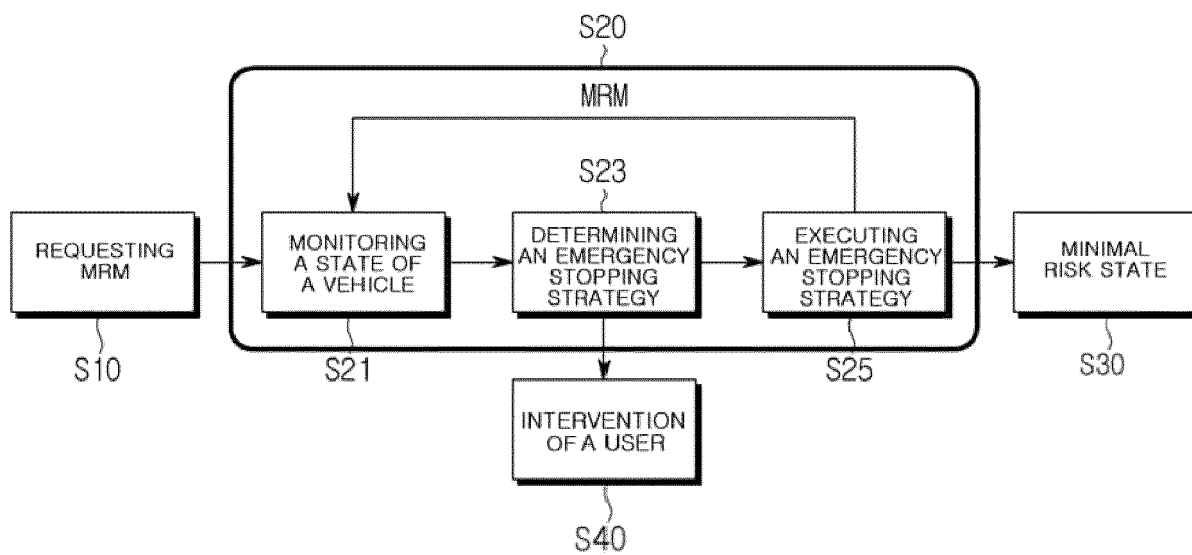 S20
MRM
S23
REQUESTING
MRM
MONITORING
A STATE OF
A VEHICLE
DETERMINING
AN EMERGENCY
STOPPING
STRATEGY
EXECUTING
AN EMERGENCY
STOPPING
STRATEGY
MINIMAL
RISK STATE
S10
S21
S25
S30
INTERVENTION
OF A USER
S40